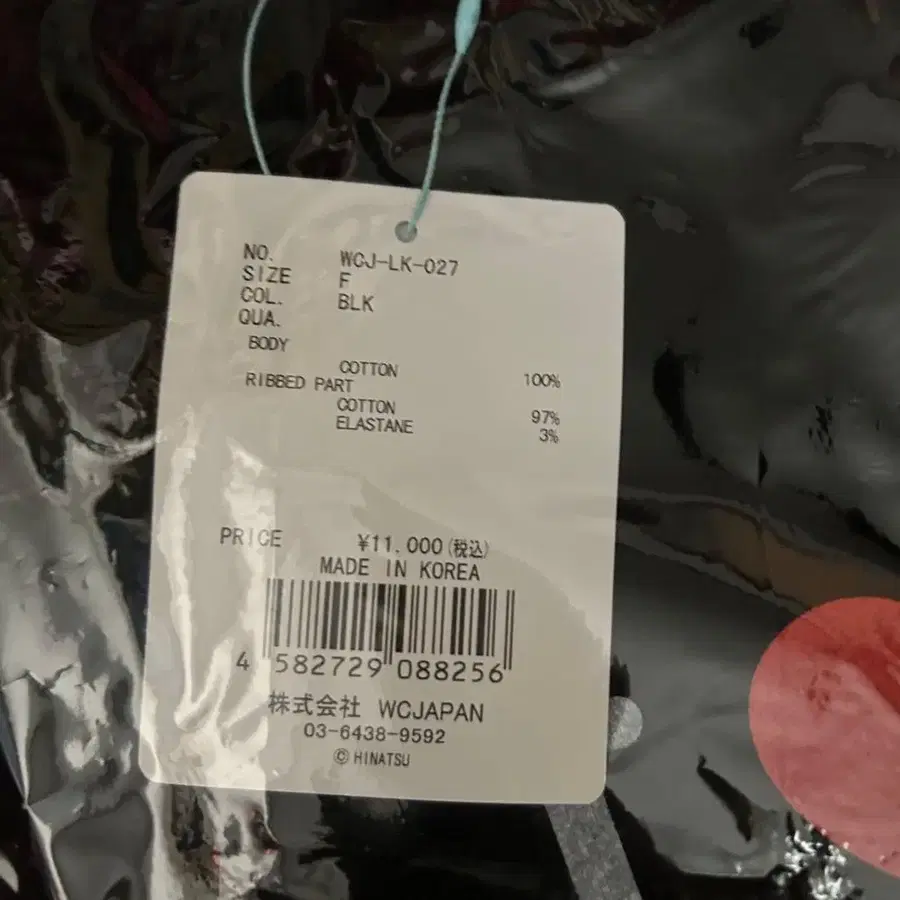 NO. WCJ-LK-027
SIZE F
COL. BLK
QUA.
BODY
COTTON 100%
RIBBED PART
COTTON 97%
ELASTANE 3%
PRICE ¥11.000(税込)
MADE IN KOREA
4 582729 088256
株式会社 WCJAPAN
03-6438-9592
©HINATSU